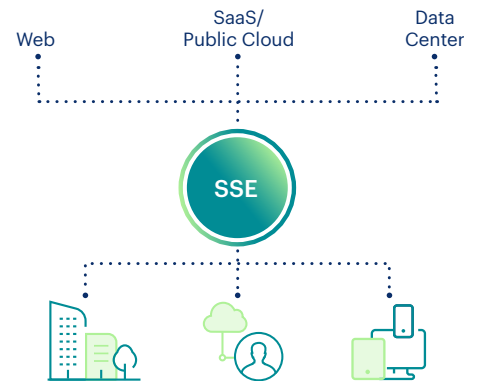 Web
SaaS/
Public Cloud
Data
Center
SSE